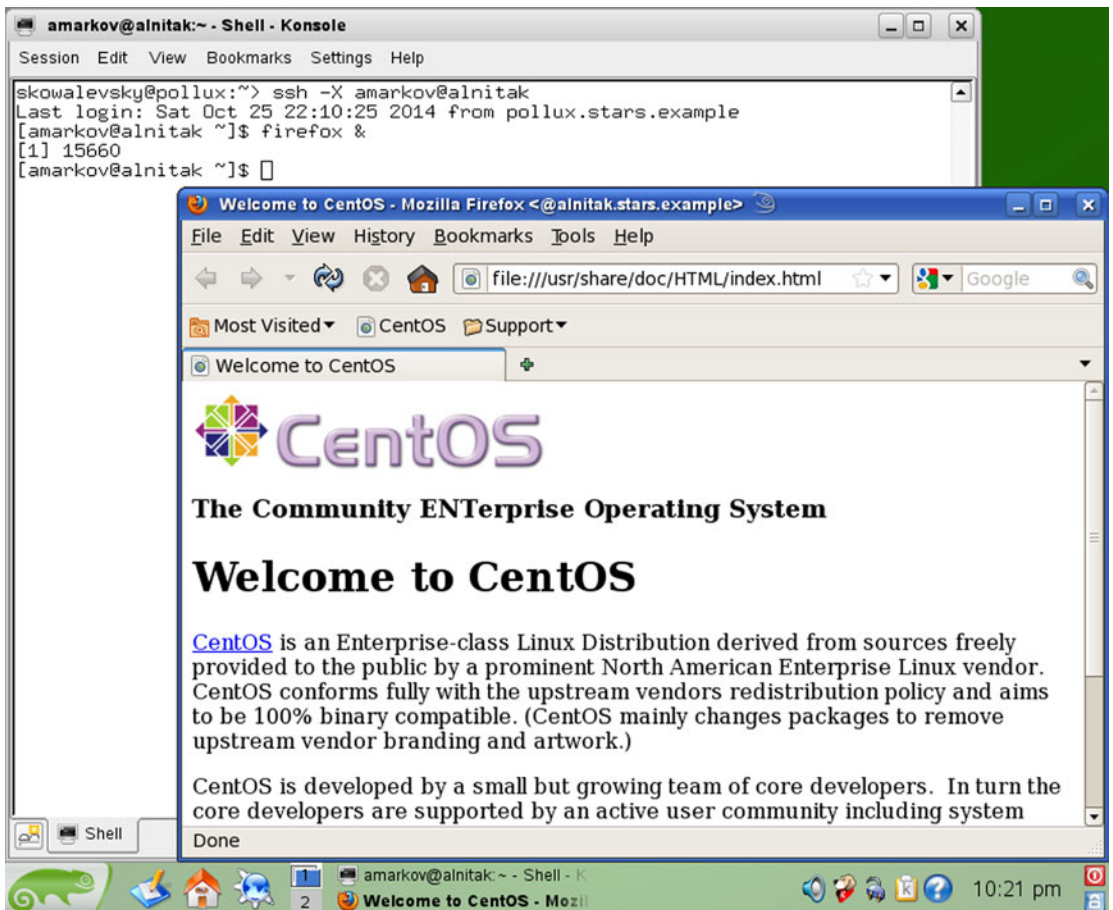 amarkov@alnitak:~ - Shell - Konsole
Session Edit View Bookmarks Settings Help
skowalevsky@pollux:~> ssh -X amarkov@alnitak
Last login: Sat Oct 25 22:10:25 2014 from pollux.stars.example
[amarkov@alnitak ~]$ firefox &
[1] 15660
[amarkov@alnitak ~]$
Welcome to CentOS - Mozilla Firefox <@alnitak.stars.example>
File Edit View History Bookmarks Tools Help
file:///usr/share/doc/HTML/index.html
Google
Most Visited CentOS Support
Welcome to CentOS
CentOS
The Community ENTerprise Operating System
Welcome to CentOS
CentOS is an Enterprise-class Linux Distribution derived from sources freely
provided to the public by a prominent North American Enterprise Linux vendor.
CentOS conforms fully with the upstream vendors redistribution policy and aims
to be 100% binary compatible. (CentOS mainly changes packages to remove
upstream vendor branding and artwork.)
CentOS is developed by a small but growing team of core developers. In turn the
core developers are supported by an active user community including system
Done
Shell
1
2
amarkov@alnitak: ~ - Shell - K
Welcome to CentOS - Mozil
10:21 pm